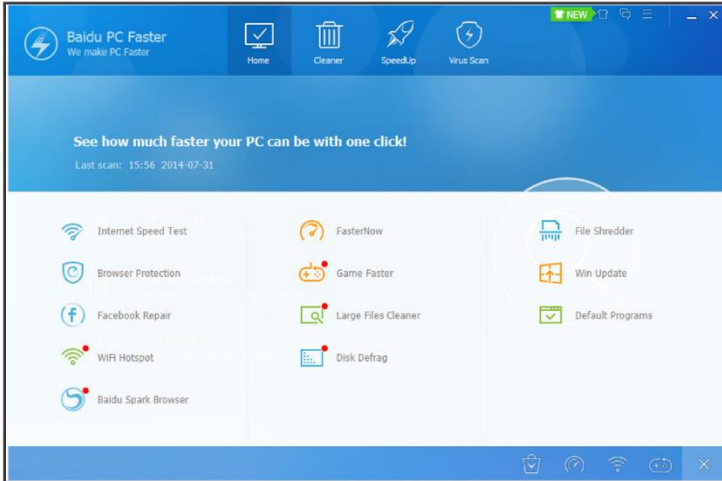 Baidu PC Faster
We make PC Faster
NEW
Home
Cleaner
SpeedUp
Virus Scan
See how much faster your PC can be with one click!
Last scan: 15:56 2014-07-31
Internet Speed Test
FasterNow
File Shredder
Browser Protection
Game Faster
Win Update
Facebook Repair
Large Files Cleaner
Default Programs
WiFi Hotspot
Disk Defrag
Baidu Spark Browser